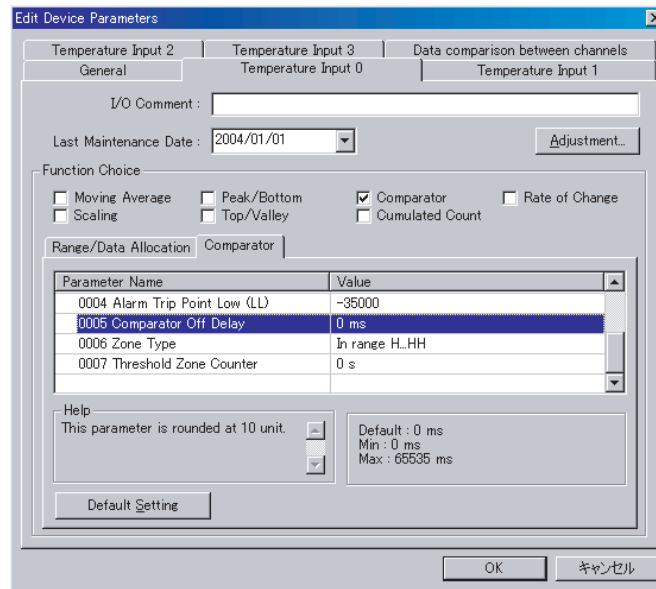 Edit Device Parameters
Temperature Input 2 Temperature Input 3 Data comparison between channels
General Temperature Input 0 Temperature Input 1
I/O Comment :
Last Maintenance Date : 2004/01/01 Adjustment...
Function Choice
Moving Average Peak/Bottom Comparator Rate of Change
Scaling Top/Valley Cumulated Count
Range/Data Allocation Comparator
Parameter Name Value
0004 Alarm Trip Point Low (LL) -35000
0005 Comparator Off Delay 0 ms
0006 Zone Type In range H...HH
0007 Threshold Zone Counter 0 s
Help
This parameter is rounded at 10 unit.
Default : 0 ms
Min : 0 ms
Max : 65535 ms
Default Setting
OK キャンセル